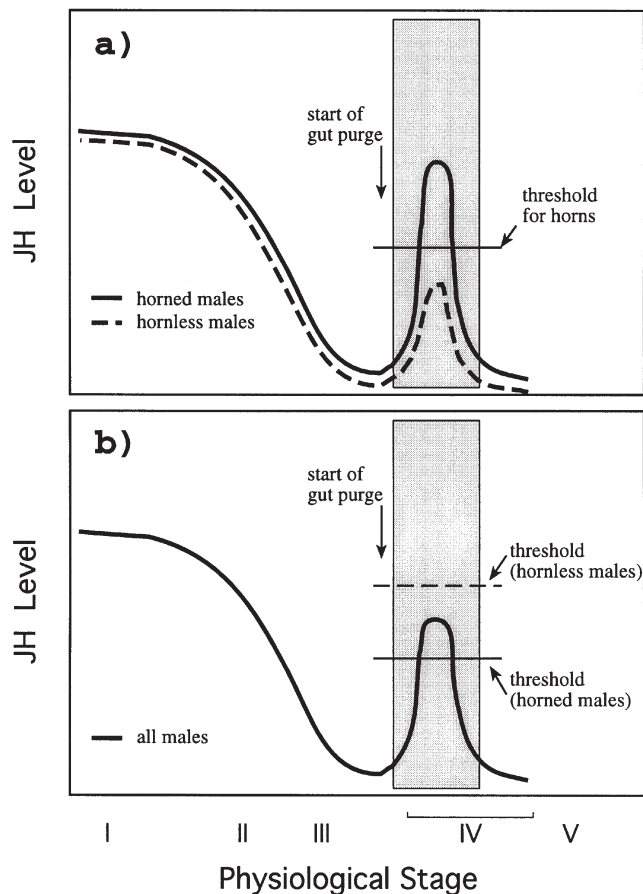 a)
start of
gut purge
threshold
for horns
JH Level
horned males
hornless males
b)
start of
gut purge
threshold
(hornless males)
JH Level
threshold
(horned males)
all males
I II III IV V
Physiological Stage